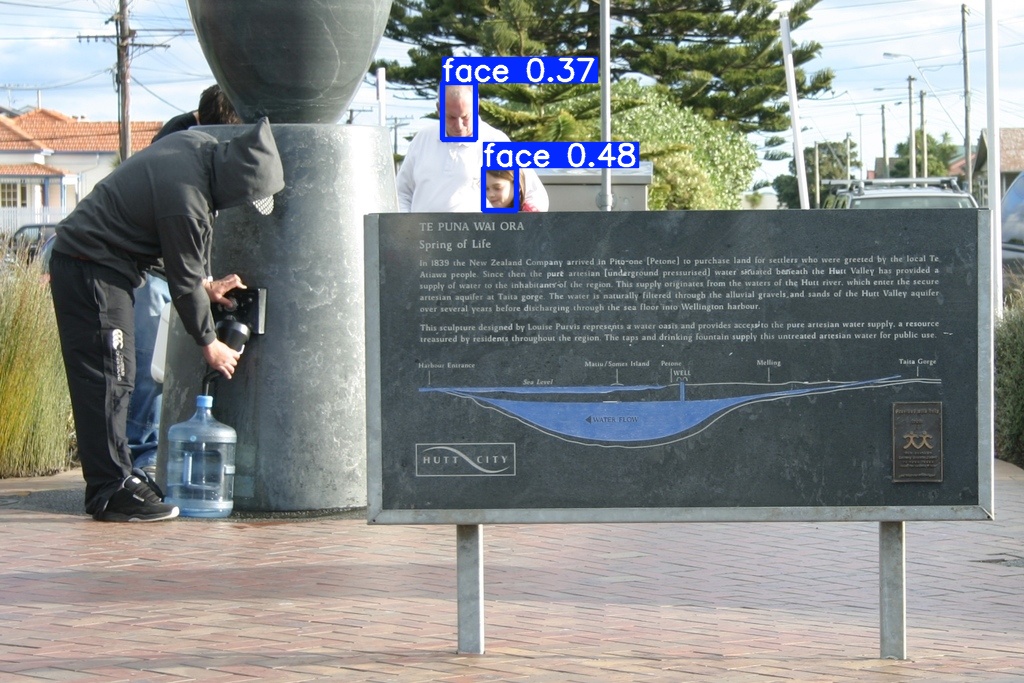 face 0.37
face 0.48
TE PUNA WAI ORA
Spring of Life
In 1839 the New Zealand Company arrived in Pito-one [Petone] to purchase land for settlers who were greeted by the local Te
Atiawa people. Since then the pure artesian [underground pressurised] water situated beneath the Hutt Valley has provided a
supply of water to the inhabitants of the region. This supply originates from the waters of the Hutt river, which enter the secure
artesian aquifer at Taita gorge. The water is naturally filtered through the alluvial gravels and sands of the Hutt Valley aquifer
over several years before discharging through the sea floor into Wellington harbour.
This sculpture designed by Louise Purvis represents a water oasis and provides access to the pure artesian water supply, a resource
treasured by residents throughout the region. The taps and drinking fountain supply this untreated artesian water for public use.
Harbour Entrance
Matiu/Somes Island
Petone
Melling
Taita Gorge
WELL
Sea Level
WATER FLOW
HUTT CITY